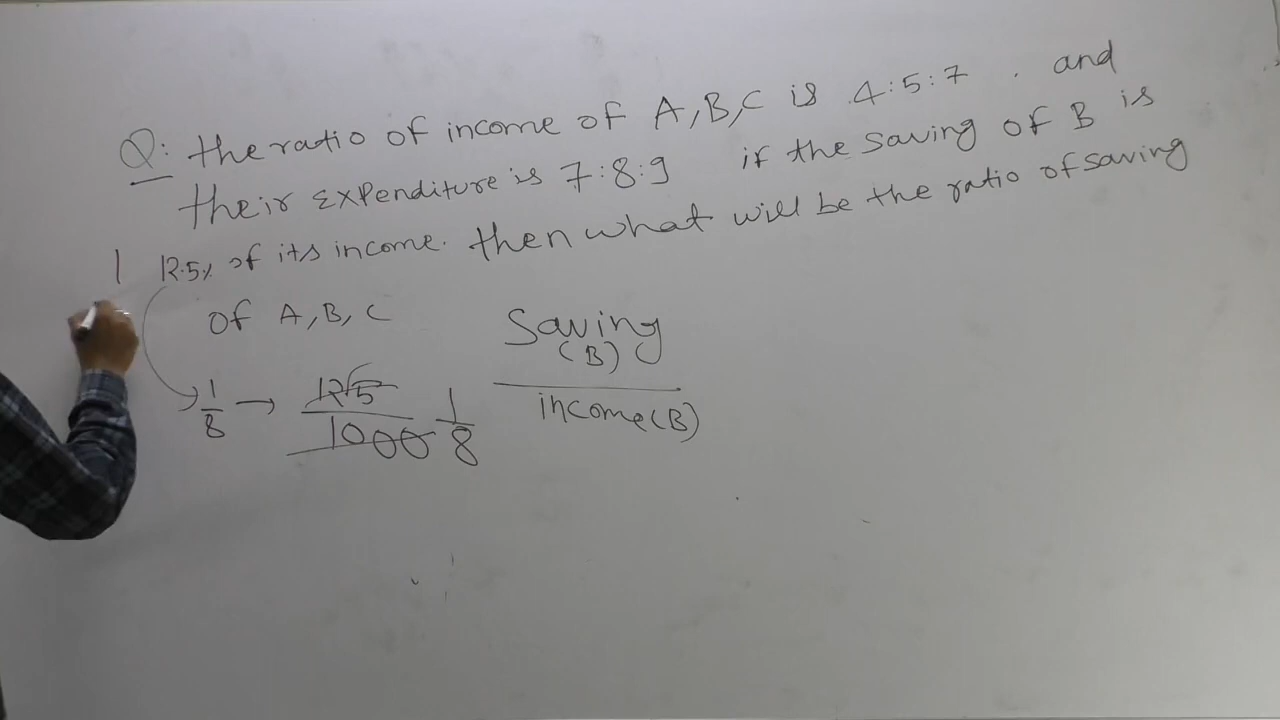 Q: the ratio of income of A, B, C is 4:5:7 . and
their Expenditure is 7:8:9 if the saving of B is
12.5% of its income. then what will be the ratio of saving
of A, B, C
Saving
(B)
income(B)
1/8 → 125/1000 1/8